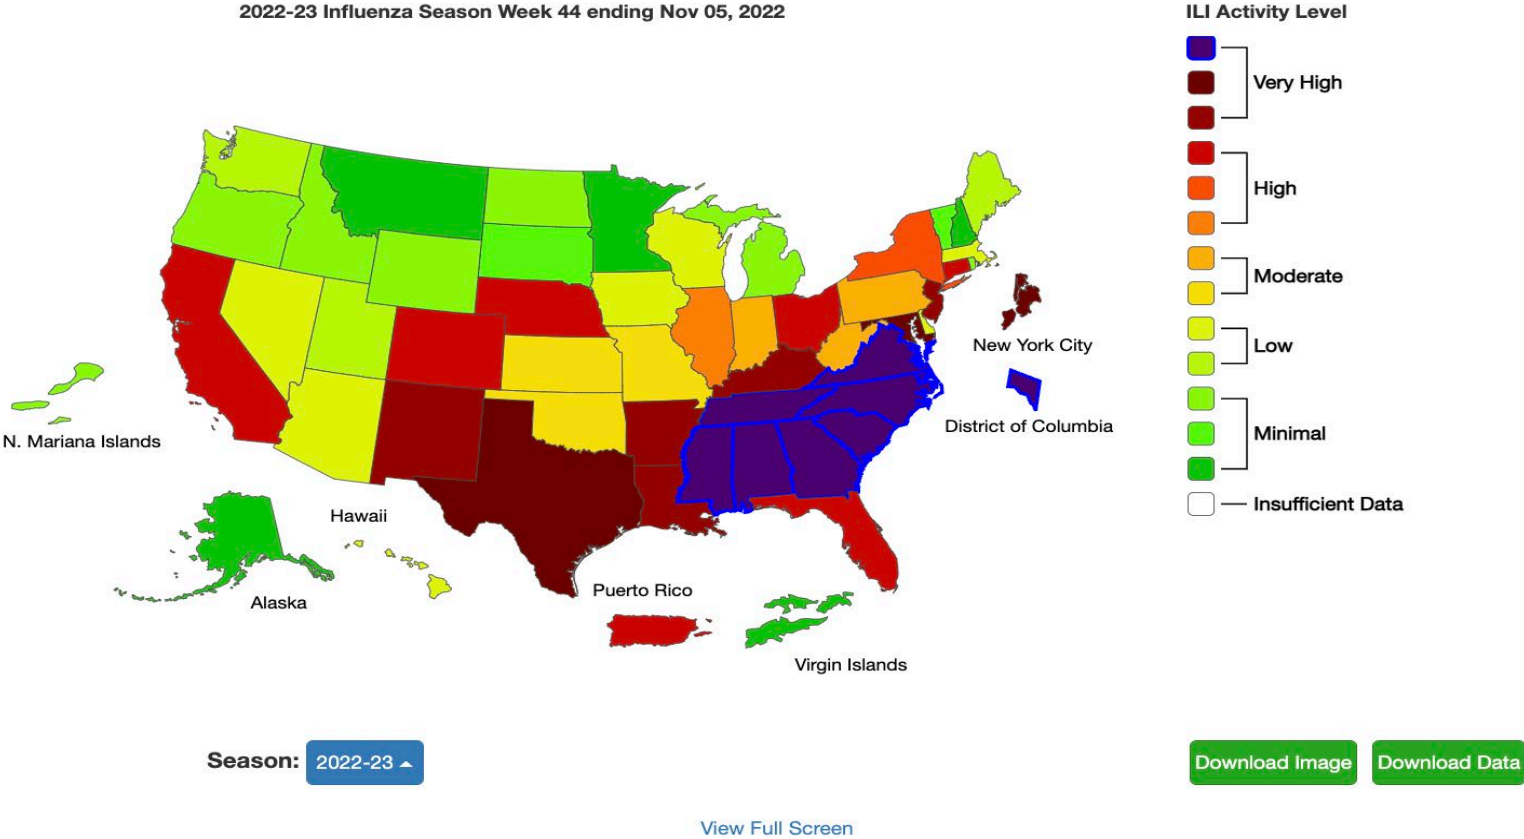 2022-23 Influenza Season Week 44 ending Nov 05, 2022
ILI Activity Level
Very High
High
Moderate
Low
Minimal
Insufficient Data
New York City
District of Columbia
N. Mariana Islands
Hawaii
Alaska
Puerto Rico
Virgin Islands
Season: 2022-23
Download Image
Download Data
View Full Screen